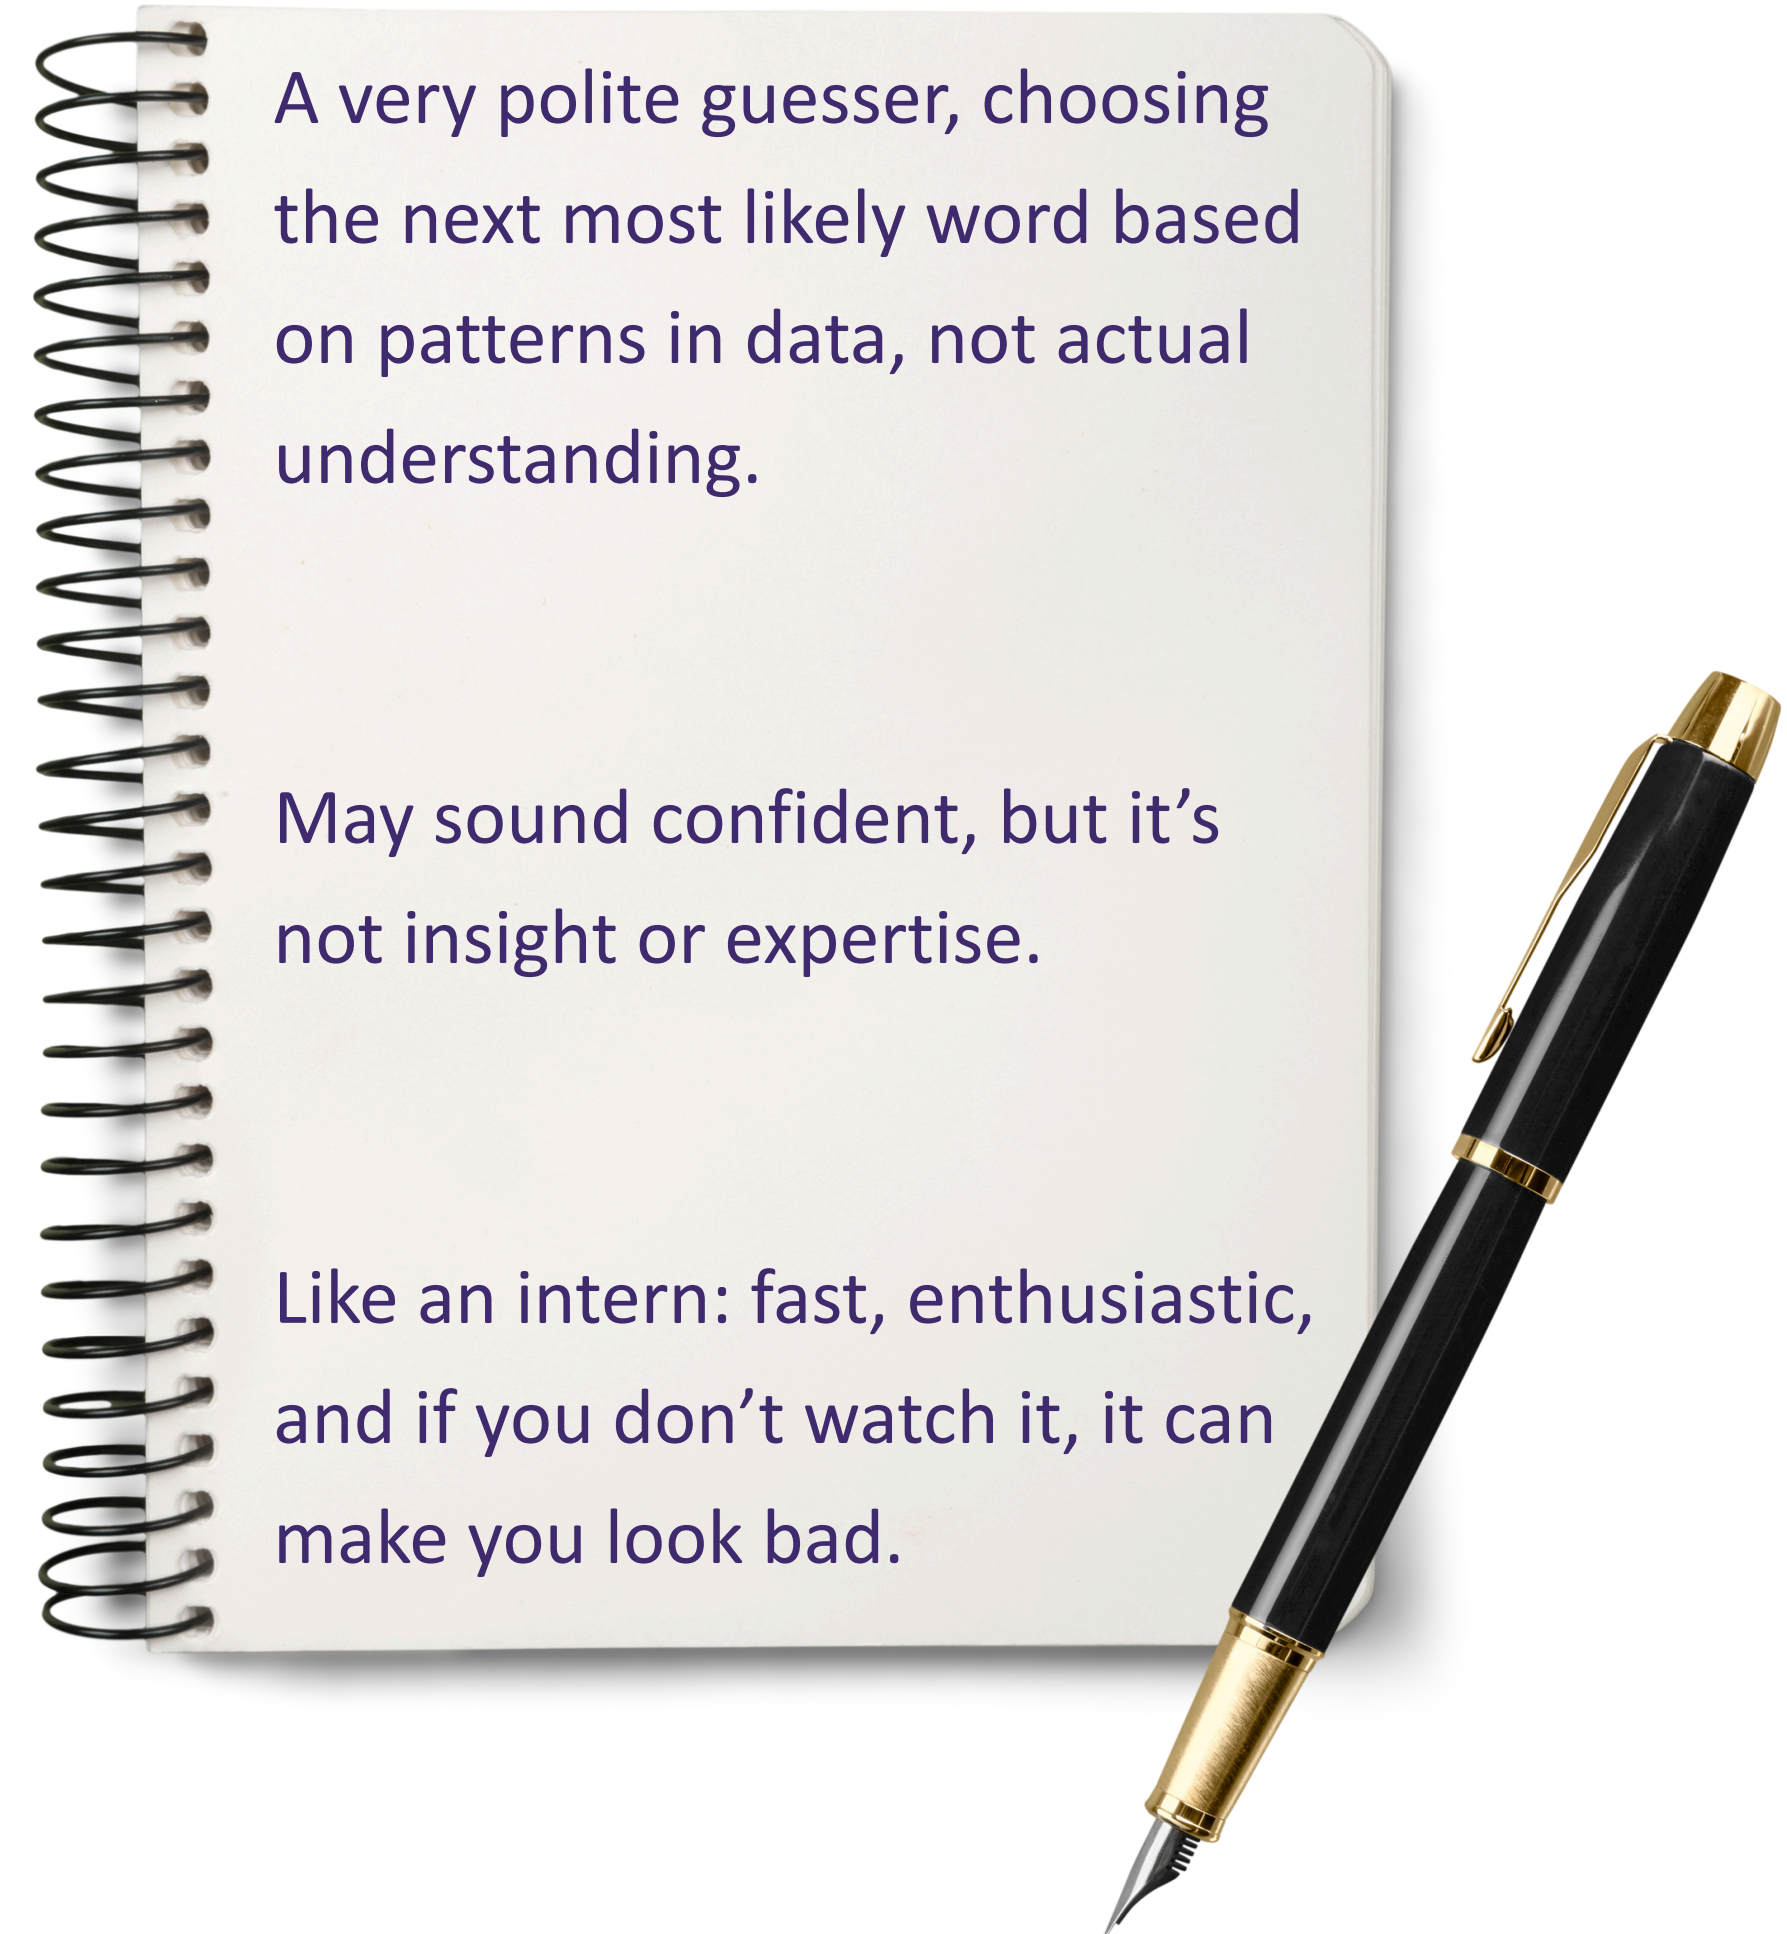 A very polite guesser, choosing
the next most likely word based
on patterns in data, not actual
understanding.
May sound confident, but it’s
not insight or expertise.
Like an intern: fast, enthusiastic,
and if you don’t watch it, it can
make you look bad.